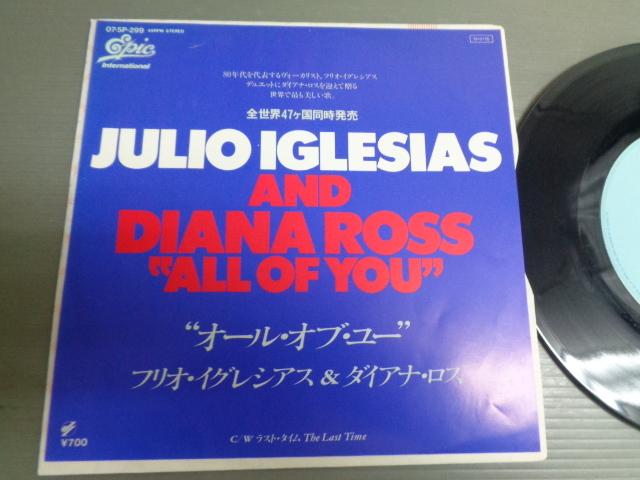 07·5P-299 45RPM STEREO
Epic
International
80年代を代表するヴォーカリスト、フリオ・イグレシアス
デュエットにダイアナ・ロスを迎えて贈る
世界で最も美しい歌。
全世界47ヶ国同時発売
JULIO IGLESIAS
AND
DIANA ROSS
“ALL OF YOU”
“オール・オブ・ユー”
フリオ・イグレシアス & ダイアナ・ロス
¥700
C/W ラスト・タイム The Last Time